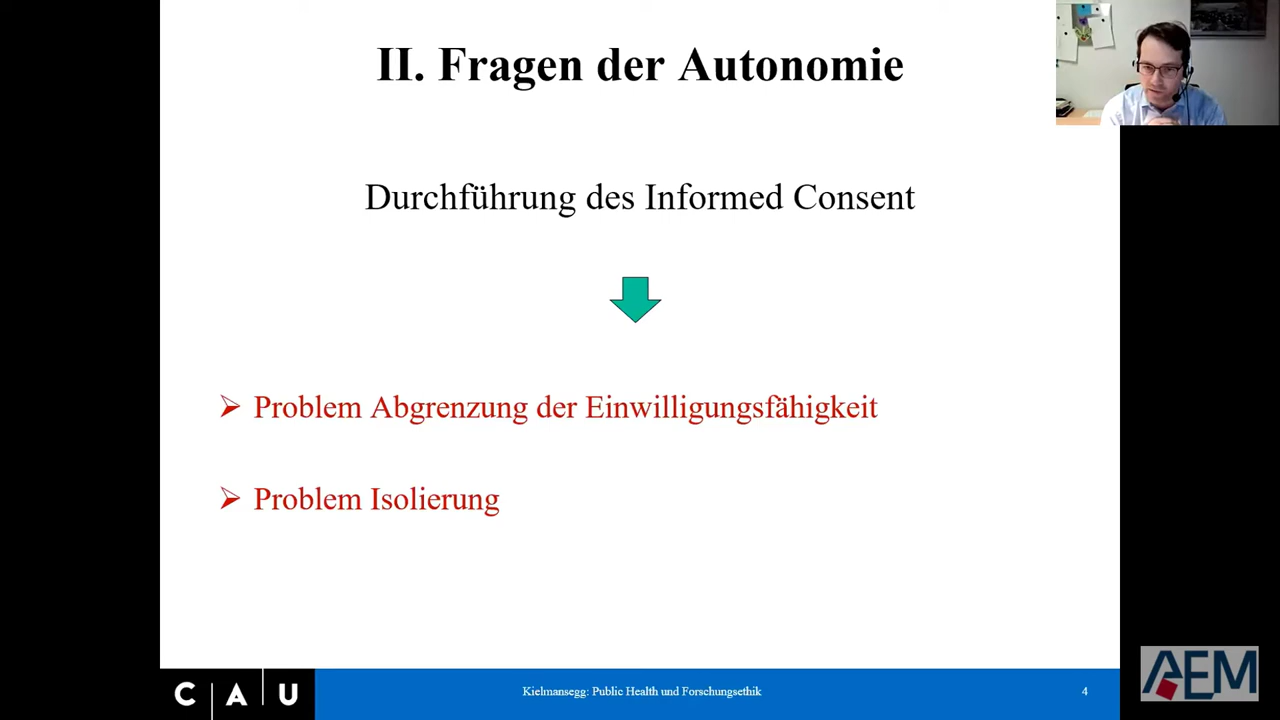 II. Fragen der Autonomie
Durchführung des Informed Consent
Problem Abgrenzung der Einwilligungsfähigkeit
Problem Isolierung
CAU
Kielmansegg: Public Health und Forschungsethik
4
AEM